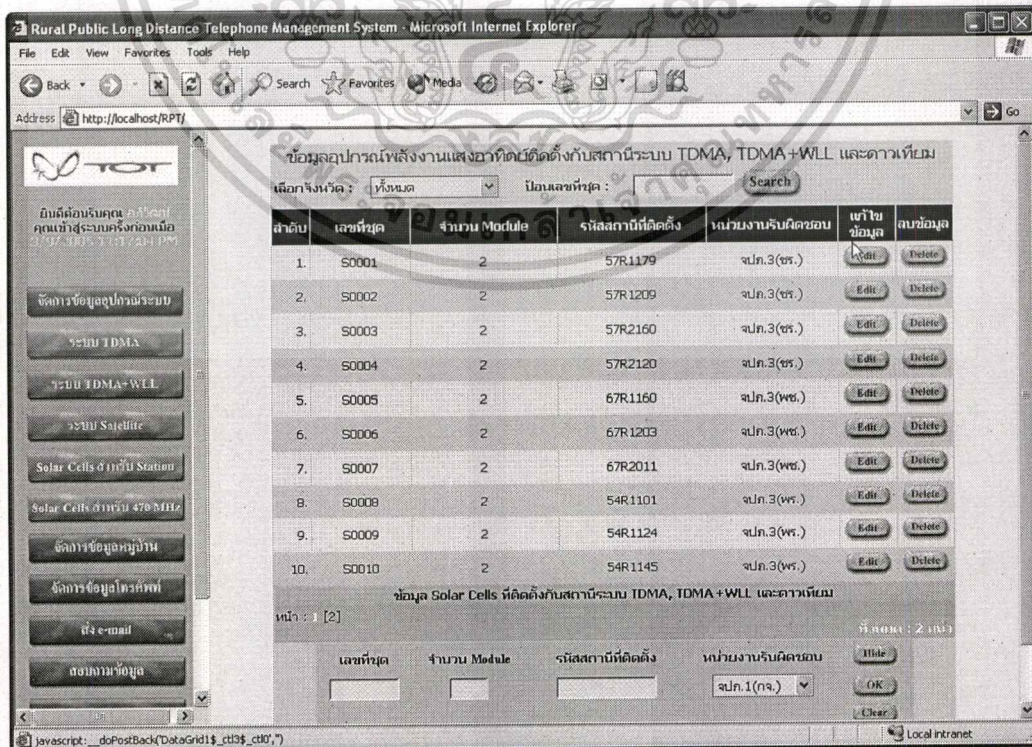 Rural Public Long Distance Telephone Management System - Microsoft Internet Explorer
File Edit View Favorites Tools Help
Back Search Favorites Media
Address http://localhost/RPT/ Go
TOT
ยินดีต้อนรับคุณ
คุณเข้าสู่ระบบครั้งก่อนเมื่อ
จัดการข้อมูลอุปกรณ์ระบบ
ระบบ TDMA
ระบบ TDMA+WLL
ระบบ Satellite
Solar Cells สำหรับ Station
Solar Cells สำหรับ 470 MHz
จัดการข้อมูลหมู่บ้าน
จัดการข้อมูลโทรศัพท์
ส่ง e-mail
สอบถามข้อมูล
ข้อมูลอุปกรณ์พลังงานแสงอาทิตย์ติดตั้งกับสถานีระบบ TDMA, TDMA+WLL และดาวเทียม
เลือกจังหวัด : ทั้งหมด ป้อนเลขที่ชุด : Search
ลำดับ เลขที่ชุด จำนวน Module รหัสสถานีที่ติดตั้ง หน่วยงานรับผิดชอบ แก้ไขข้อมูล ลบข้อมูล
1. S0001 2 57R1179 จปภ.3(ชร.) Edit Delete
2. S0002 2 57R1209 จปภ.3(ชร.) Edit Delete
3. S0003 2 57R2160 จปภ.3(ชร.) Edit Delete
4. S0004 2 57R2120 จปภ.3(ชร.) Edit Delete
5. S0005 2 67R1160 จปภ.3(พช.) Edit Delete
6. S0006 2 67R1203 จปภ.3(พช.) Edit Delete
7. S0007 2 67R2011 จปภ.3(พช.) Edit Delete
8. S0008 2 54R1101 จปภ.3(พร.) Edit Delete
9. S0009 2 54R1124 จปภ.3(พร.) Edit Delete
10. S0010 2 54R1145 จปภ.3(พร.) Edit Delete
ข้อมูล Solar Cells ที่ติดตั้งกับสถานีระบบ TDMA, TDMA+WLL และดาวเทียม
หน้า : 1 [2]
ทั้งหมด : 2 หน้า
เลขที่ชุด จำนวน Module รหัสสถานีที่ติดตั้ง หน่วยงานรับผิดชอบ Hide
จปภ.1(กจ.) OK
Clear
javascript:__doPostBack('DataGrid1$_ctl3$_ctl0','') Local intranet